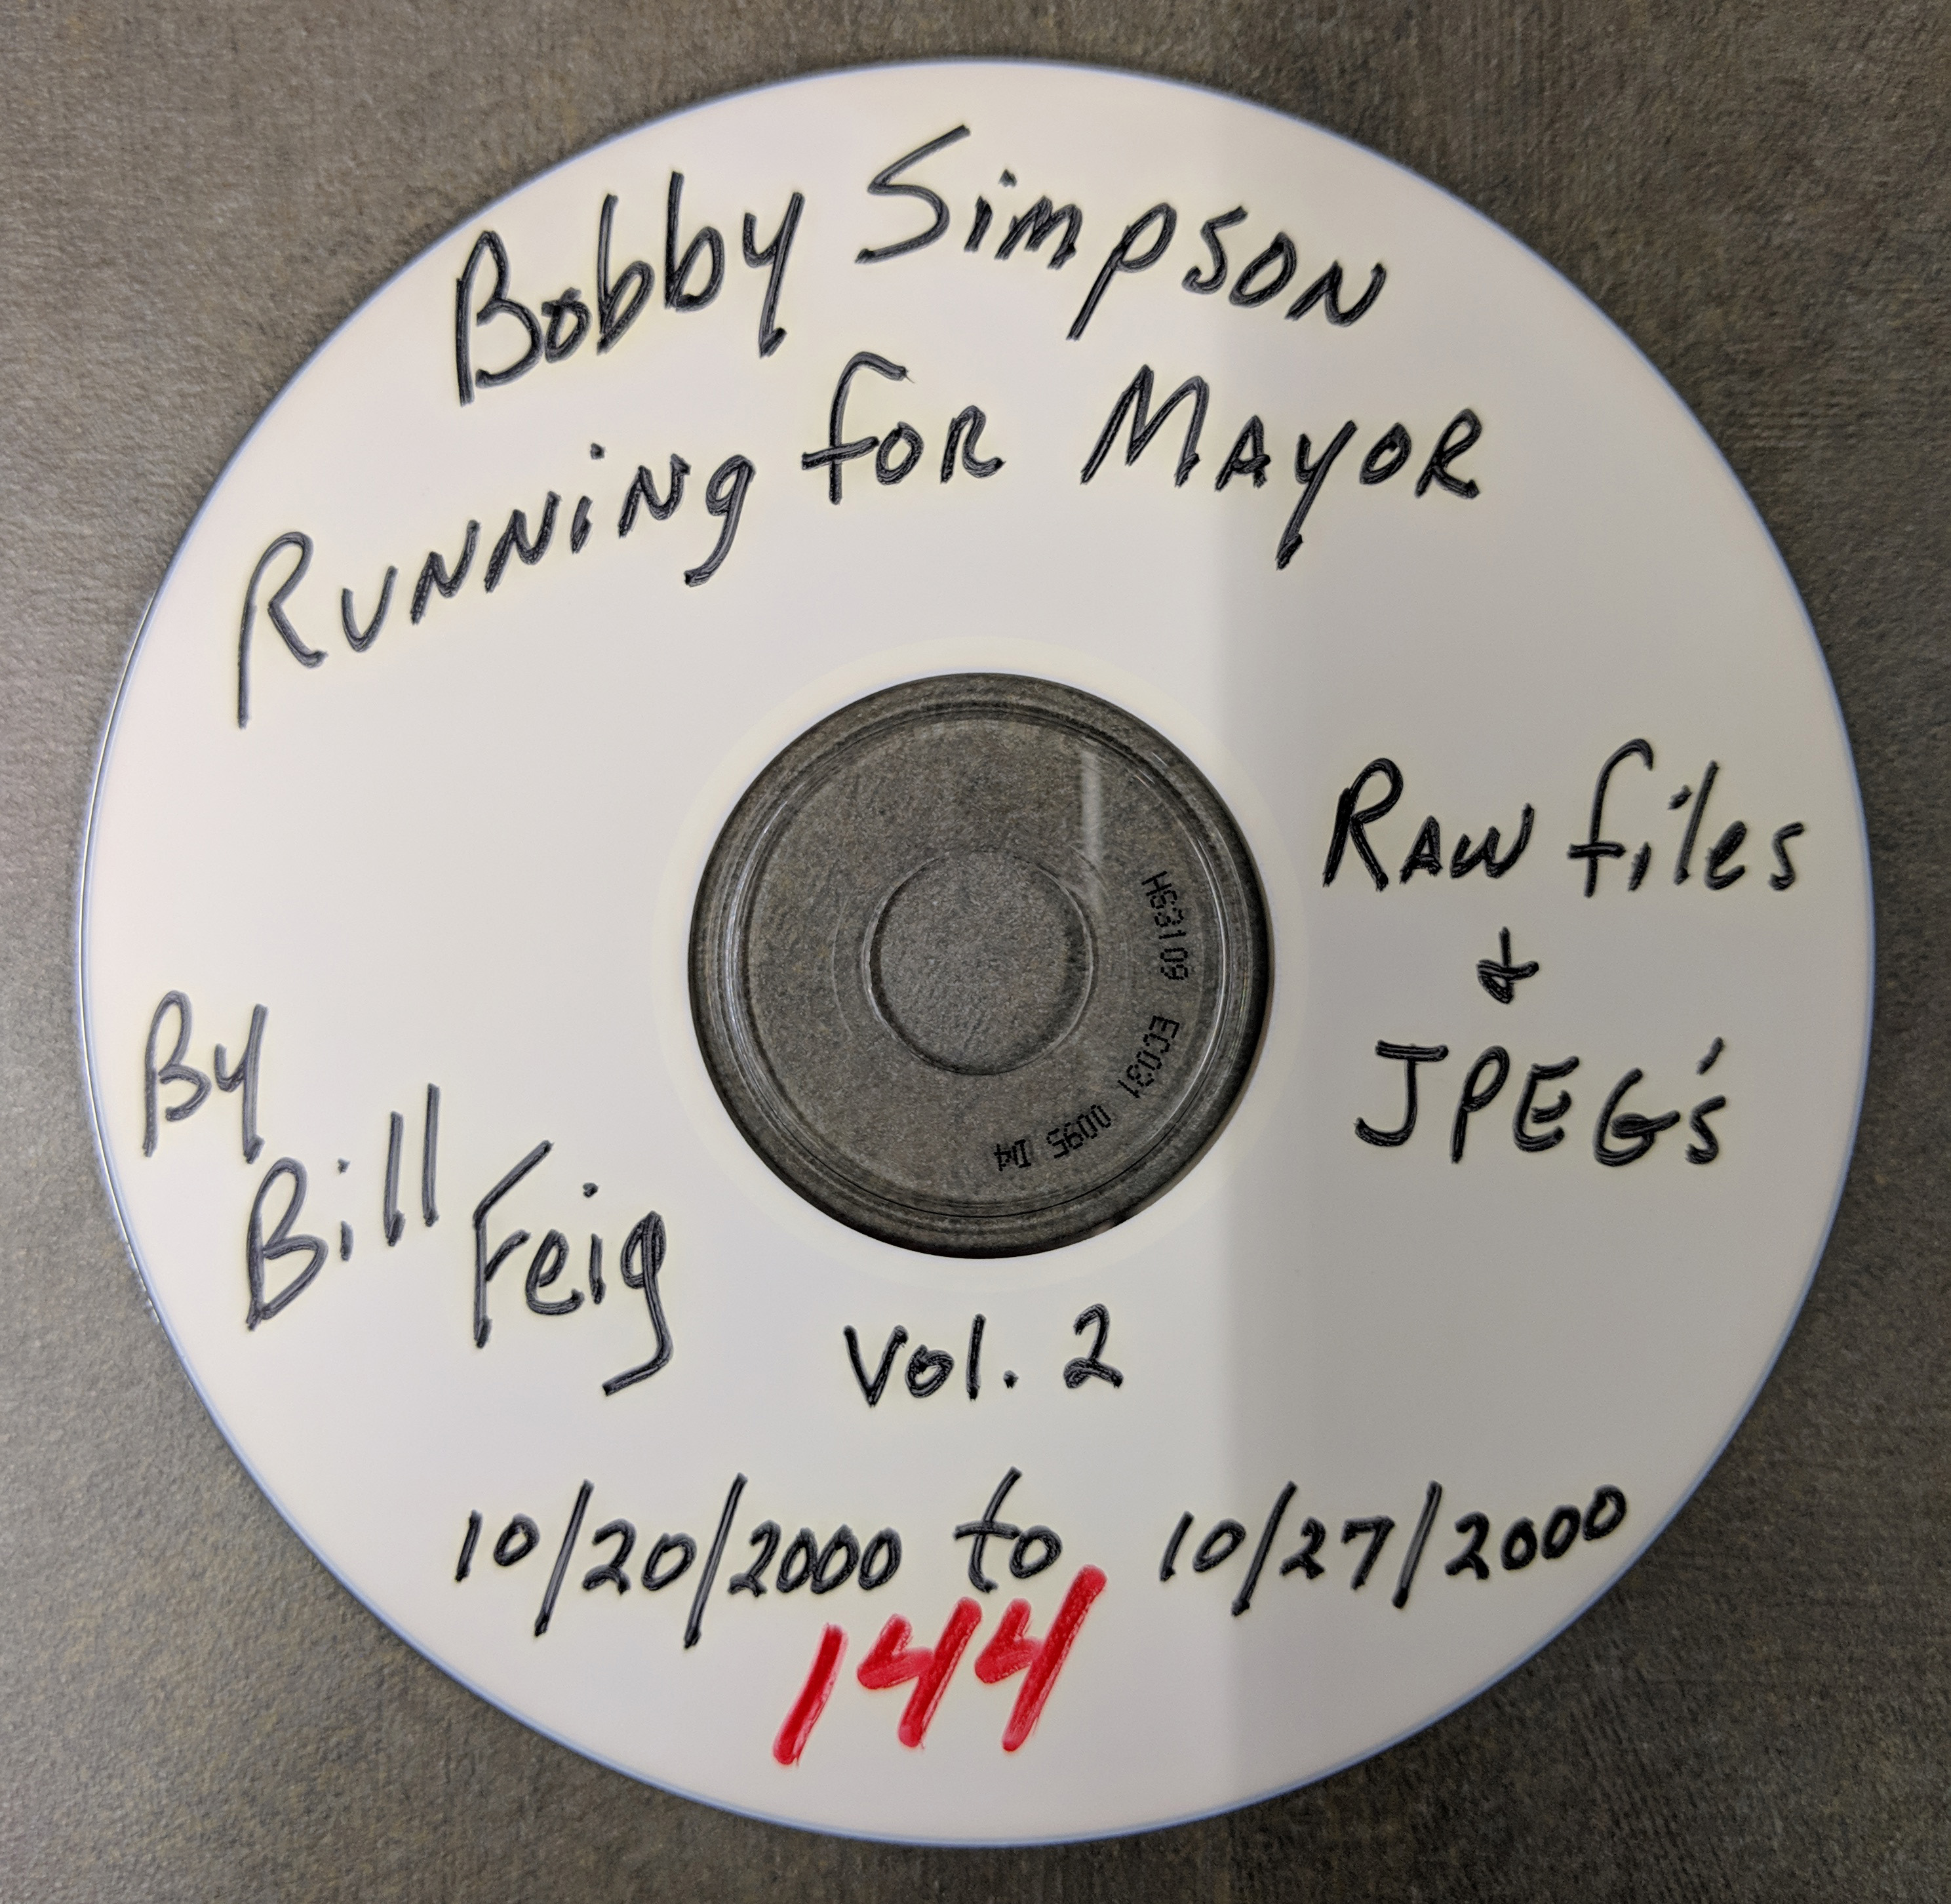 Bobby Simpson
Running for Mayor
Raw files
&
JPEG's
By
Bill Feig
Vol. 2
10/20/2000 to 10/27/2000
144
H63109 EC031 0095 D4